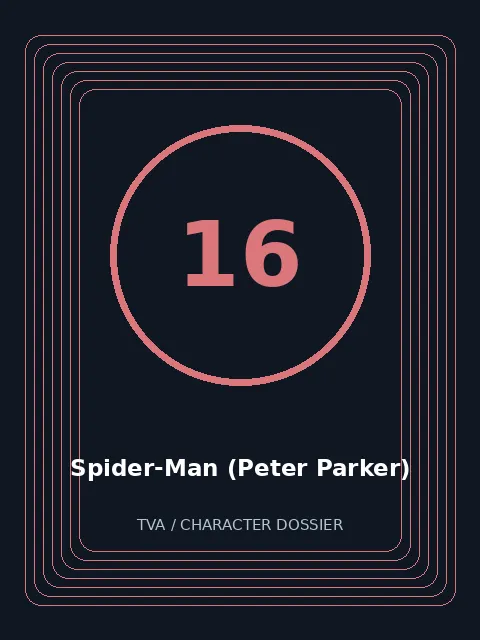 16
Spider-Man (Peter Parker)
TVA / CHARACTER DOSSIER